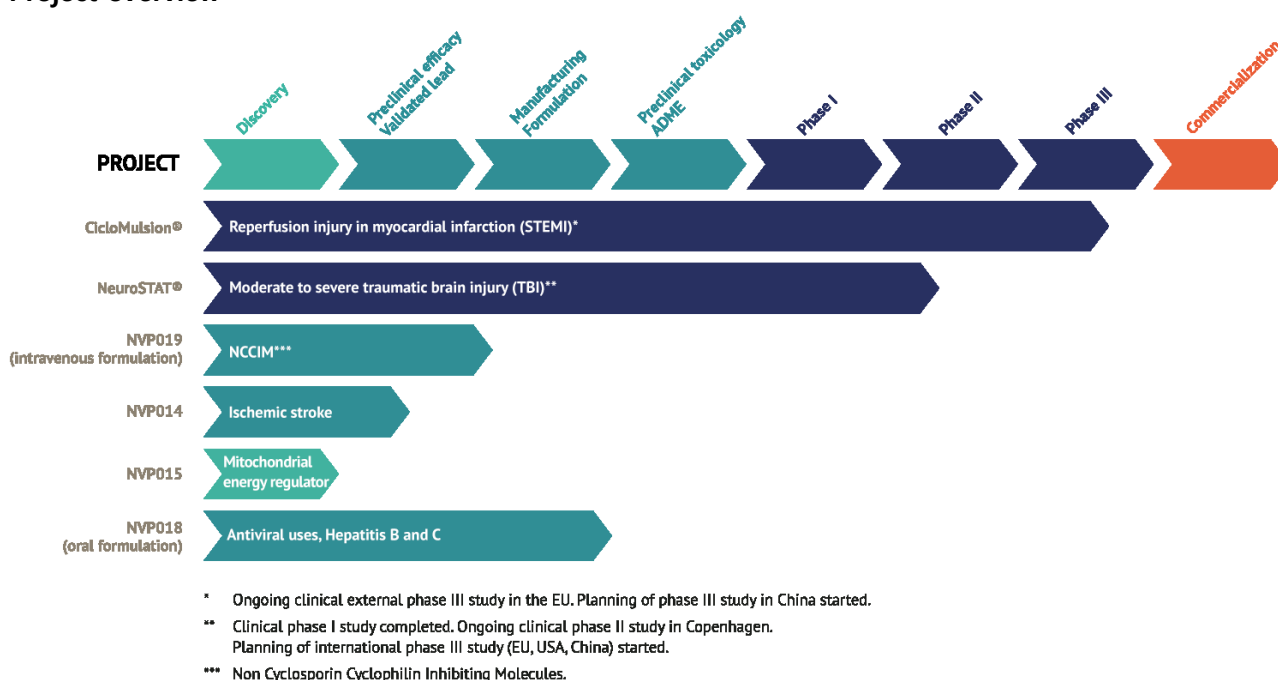 Project Overview
Discovery
Preclinical efficacy
Validated lead
Manufacturing
Formulation
Preclinical toxicology
ADME
Phase I
Phase II
Phase III
Commercialization
PROJECT
CicloMulsion®
Reperfusion injury in myocardial infarction (STEMI)*
NeuroSTAT®
Moderate to severe traumatic brain injury (TBI)**
NVP019
(intravenous formulation)
NCCIM***
NVP014
Ischemic stroke
NVP015
Mitochondrial
energy regulator
NVP018
(oral formulation)
Antiviral uses, Hepatitis B and C
* Ongoing clinical external phase III study in the EU. Planning of phase III study in China started.
** Clinical phase I study completed. Ongoing clinical phase II study in Copenhagen.
Planning of international phase III study (EU, USA, China) started.
*** Non Cyclosporin Cyclophilin Inhibiting Molecules.